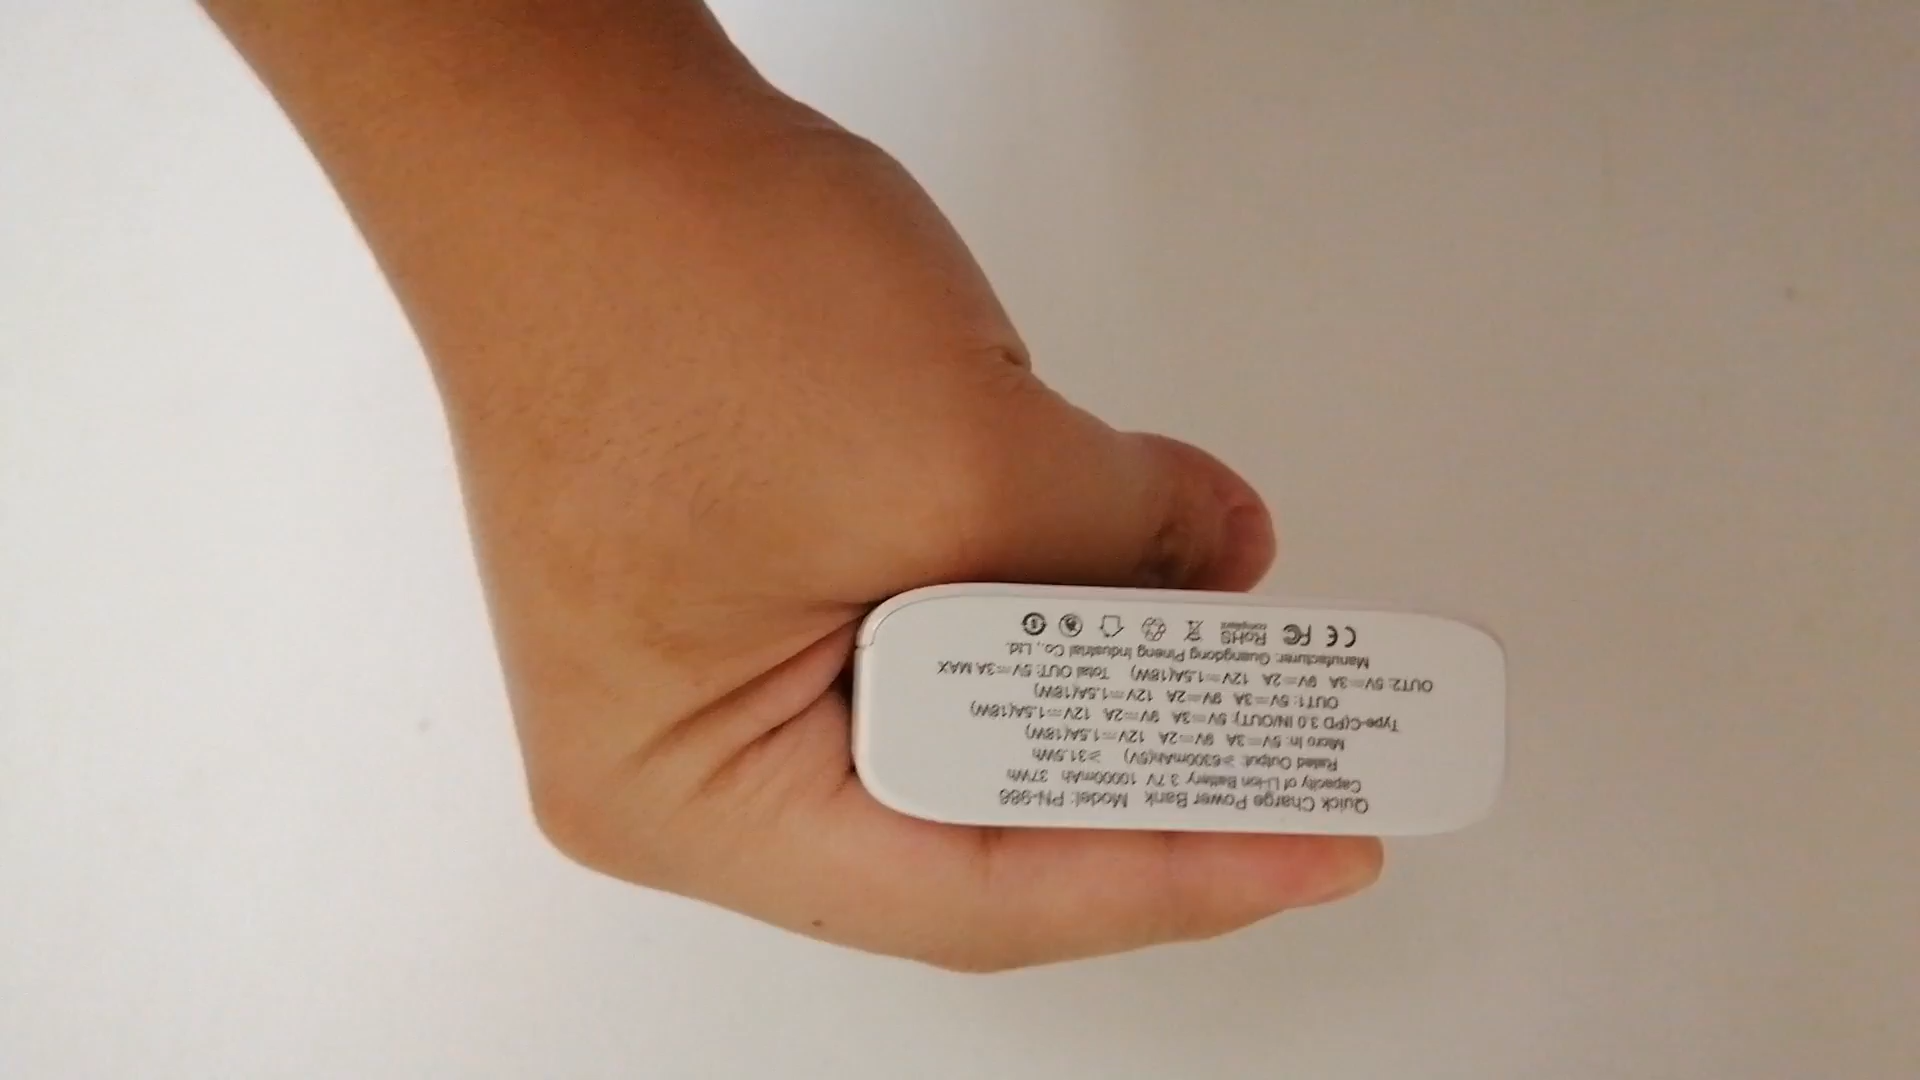 Quick Charge Power Bank Model: PN-986
Capacity of Li-ion Battery 3.7V 10000mAh 37Wh
Rated Output: ≥6300mAh(5V) ≥31.5Wh
Micro In: 5V⎓3A 9V⎓2A 12V⎓1.5A(18W)
Type-C(PD 3.0 IN/OUT): 5V⎓3A 9V⎓2A 12V⎓1.5A(18W)
OUT1: 5V⎓3A 9V⎓2A 12V⎓1.5A(18W)
OUT2: 5V⎓3A 9V⎓2A 12V⎓1.5A(18W) Total OUT: 5V⎓3A MAX
Manufacturer: Guangdong Pineng Industrial Co., Ltd.
CE FC RoHS
compliant